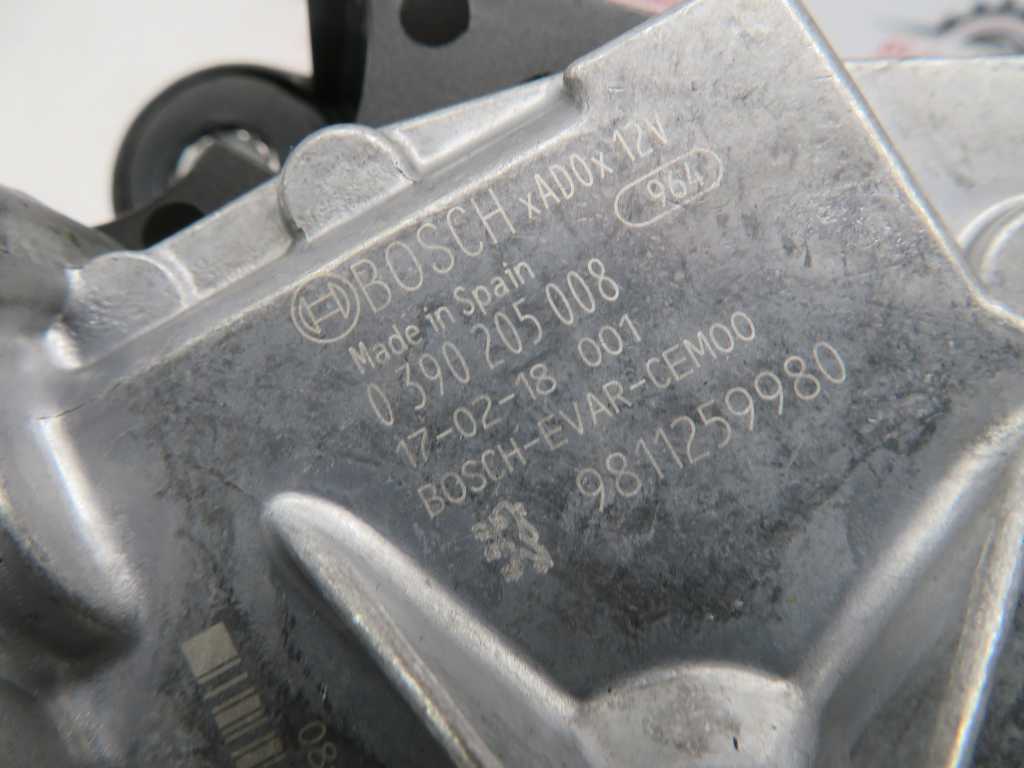 BOSCH xAD0x 12V
964
Made in Spain
0 390 205 008
17-02-18 001
BOSCH-EVAR-CEM00
9811259980
08